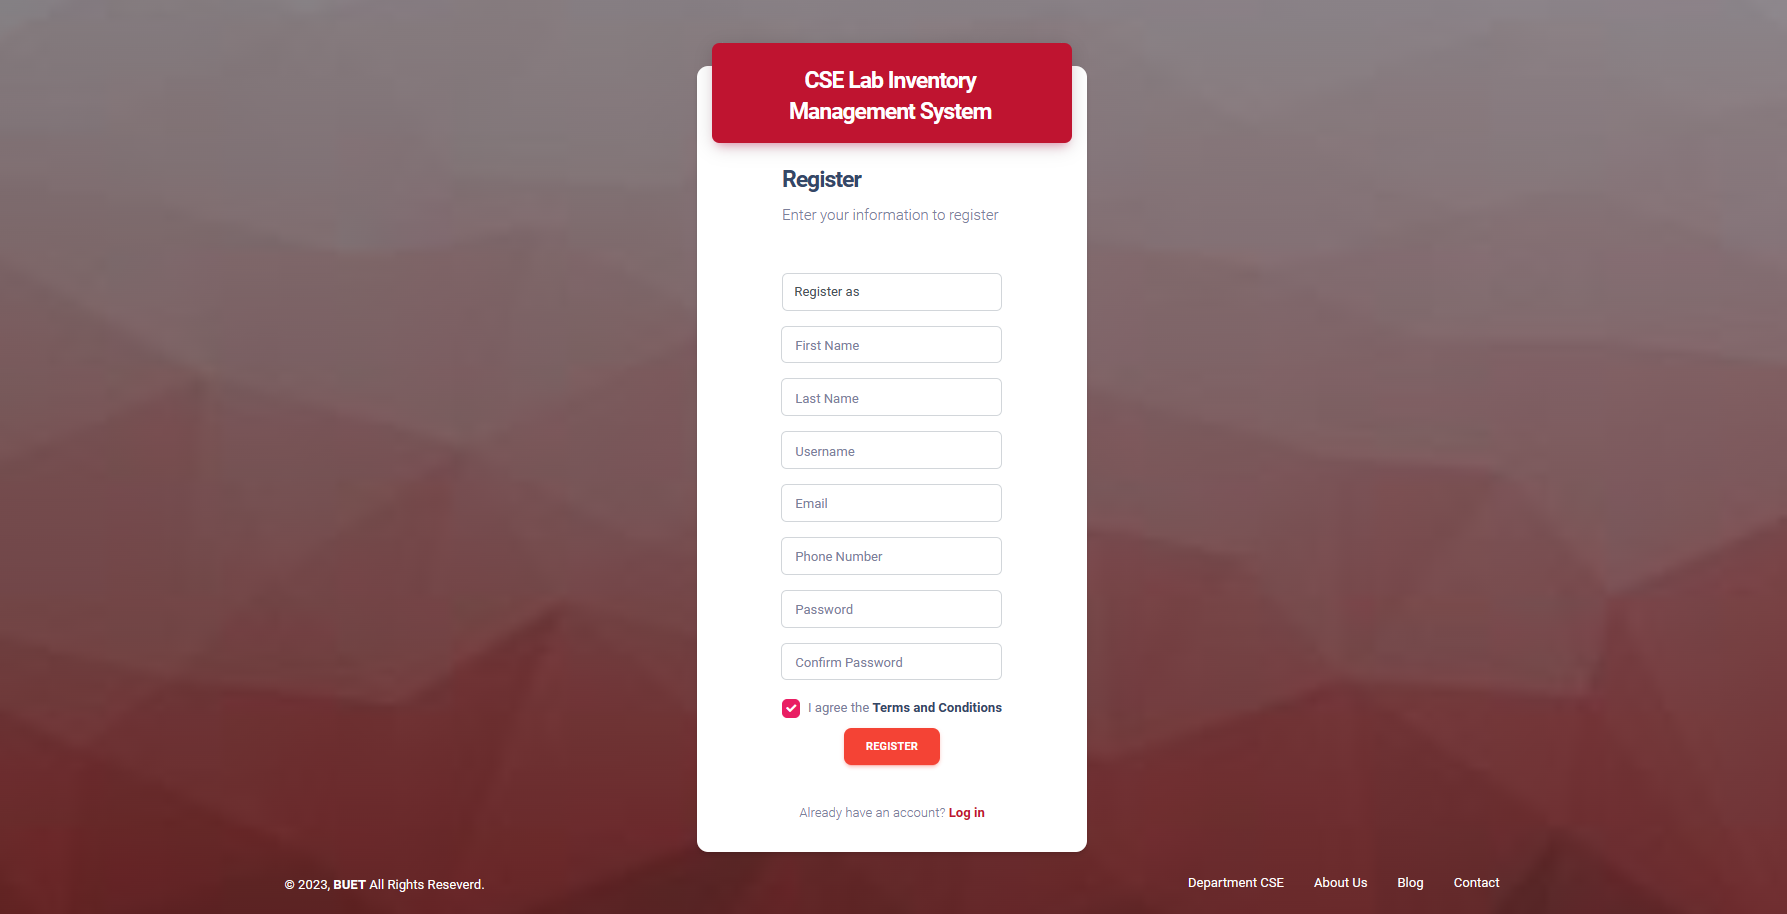 CSE Lab Inventory
Management System
Register
Enter your information to register
Register as
First Name
Last Name
Username
Email
Phone Number
Password
Confirm Password
I agree the Terms and Conditions
REGISTER
Already have an account? Log in
© 2023, BUET All Rights Reseverd.
Department CSE About Us Blog Contact